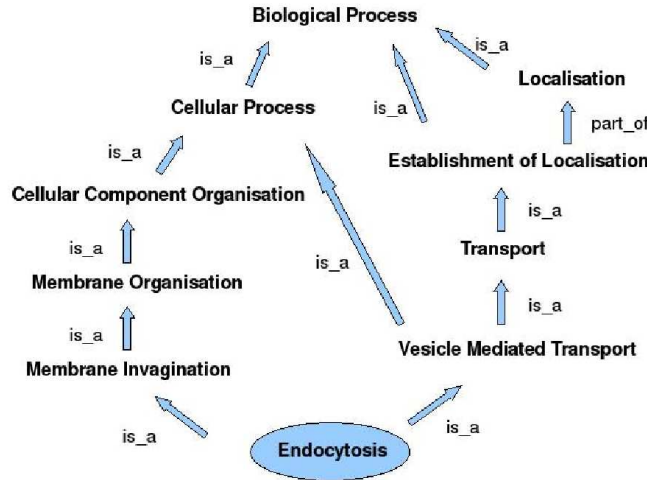 Biological Process
is_a
is_a
Localisation
Cellular Process
is_a
part_of
is_a
Establishment of Localisation
Cellular Component Organisation
is_a
Transport
is_a
is_a
Membrane Organisation
is_a
is_a
Vesicle Mediated Transport
Membrane Invagination
is_a
Endocytosis
is_a